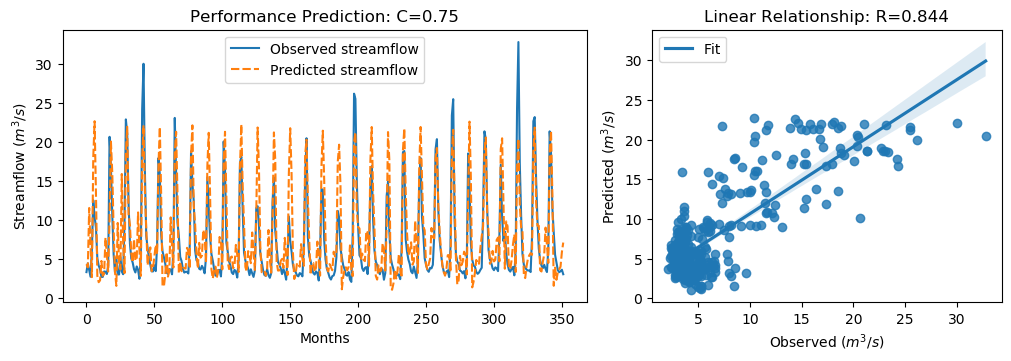 Performance Prediction: C=0.75
Observed streamflow
Predicted streamflow
Streamflow (m³/s)
30
25
20
15
10
5
0
0 50 100 150 200 250 300 350
Months
Linear Relationship: R=0.844
Fit
Predicted (m³/s)
30
25
20
15
10
5
0
5 10 15 20 25 30
Observed (m³/s)